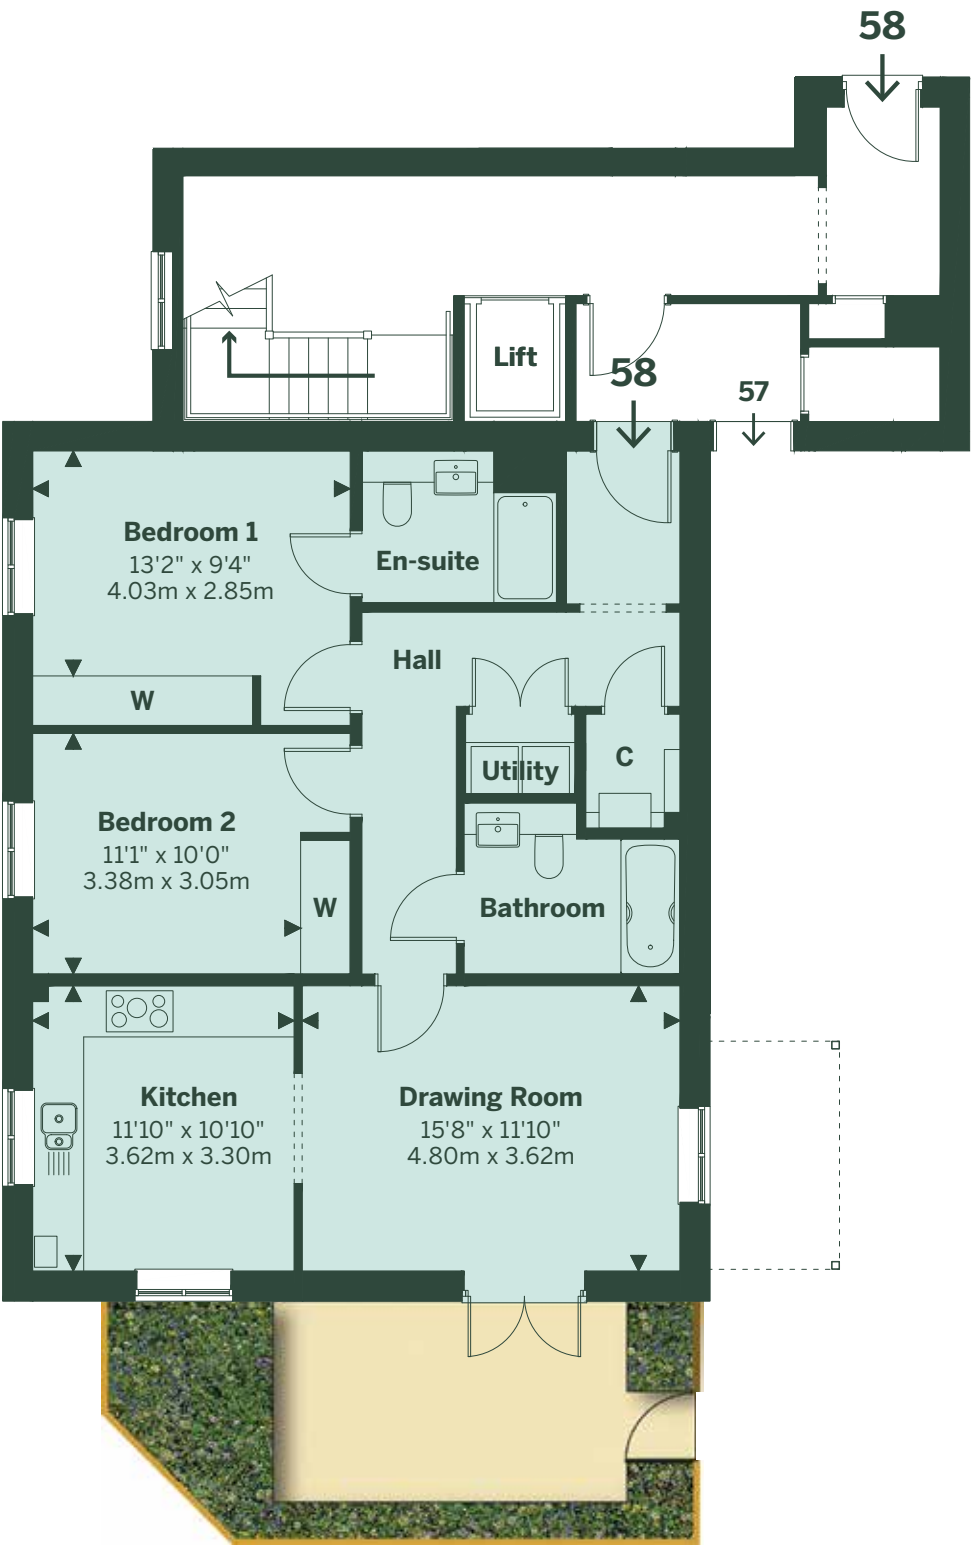 58
Lift
58
57
Bedroom 1
13'2" x 9'4"
4.03m x 2.85m
En-suite
Hall
W
Utility
C
Bedroom 2
11'1" x 10'0"
3.38m x 3.05m
W
Bathroom
Kitchen
11'10" x 10'10"
3.62m x 3.30m
Drawing Room
15'8" x 11'10"
4.80m x 3.62m